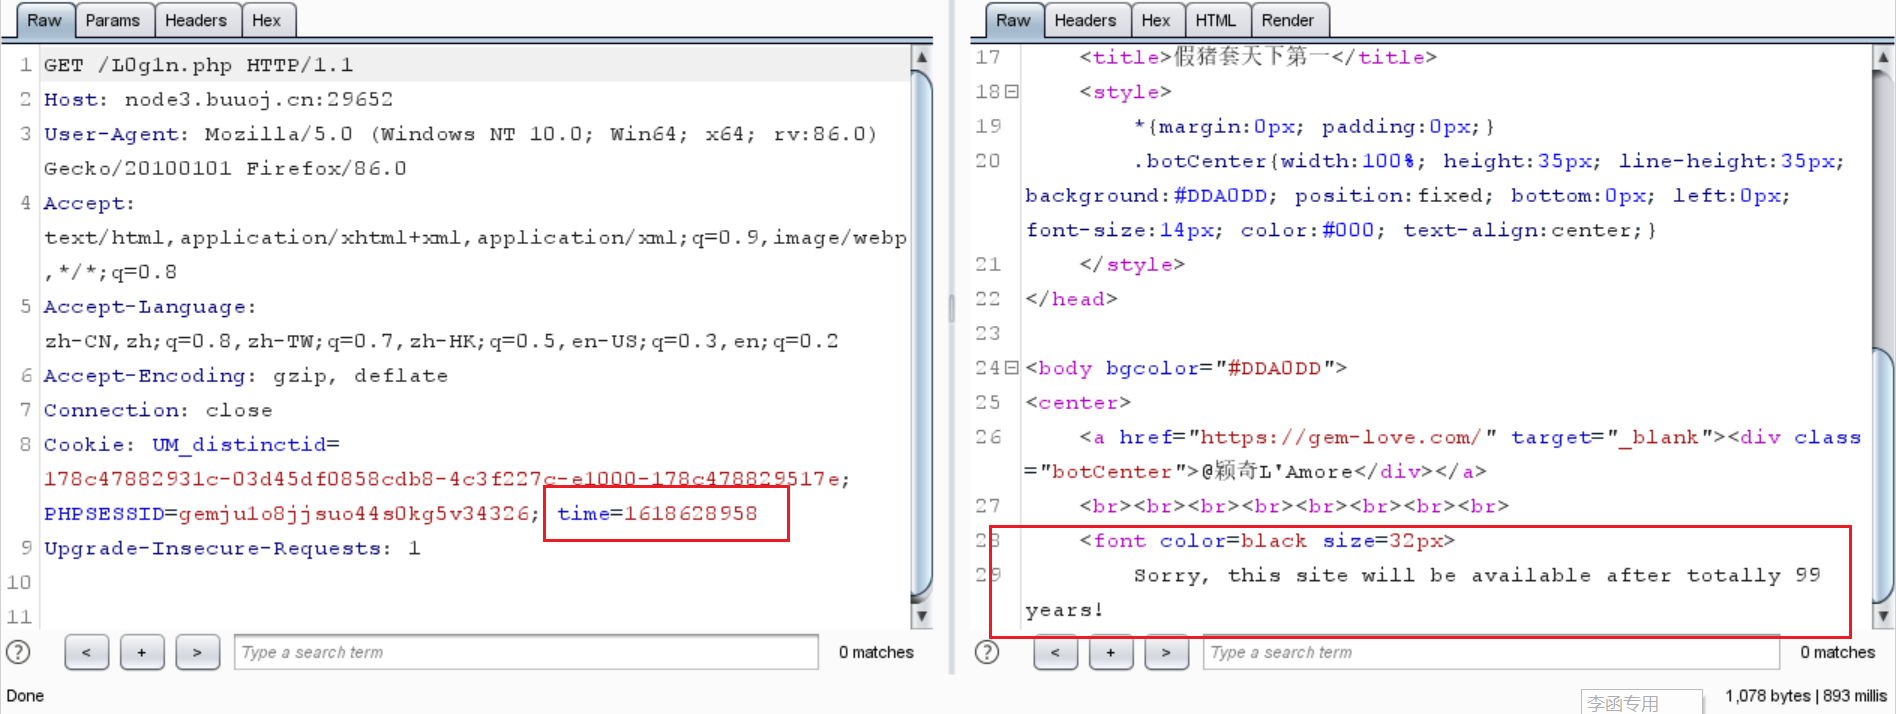 Raw Params Headers Hex
1 GET /L0g1n.php HTTP/1.1
2 Host: node3.buuoj.cn:29652
3 User-Agent: Mozilla/5.0 (Windows NT 10.0; Win64; x64; rv:86.0)
Gecko/20100101 Firefox/86.0
4 Accept:
text/html,application/xhtml+xml,application/xml;q=0.9,image/webp
,*/*;q=0.8
5 Accept-Language:
zh-CN,zh;q=0.8,zh-TW;q=0.7,zh-HK;q=0.5,en-US;q=0.3,en;q=0.2
6 Accept-Encoding: gzip, deflate
7 Connection: close
8 Cookie: UM_distinctid=
178c47882931c-03d45df0858cdb8-4c3f227c-e1000-178c478829517e;
PHPSESSID=gemju1o8jjsuo44s0kg5v34326; time=1618628958
9 Upgrade-Insecure-Requests: 1
10
11
? < + > Type a search term 0 matches
Done
Raw Headers Hex HTML Render
17 <title>假猪套天下第一</title>
18 <style>
19 *{margin:0px; padding:0px;}
20 .botCenter{width:100%; height:35px; line-height:35px;
background:#DDA0DD; position:fixed; bottom:0px; left:0px;
font-size:14px; color:#000; text-align:center;}
21 </style>
22 </head>
23
24 <body bgcolor="#DDA0DD">
25 <center>
26 <a href="https://gem-love.com/" target="_blank"><div class
="botCenter">@颖奇L'Amore</div></a>
27 <br><br><br><br><br><br><br><br>
28 <font color=black size=32px>
29 Sorry, this site will be available after totally 99
years!
? < + > Type a search term 0 matches
李函专用
1,078 bytes | 893 millis